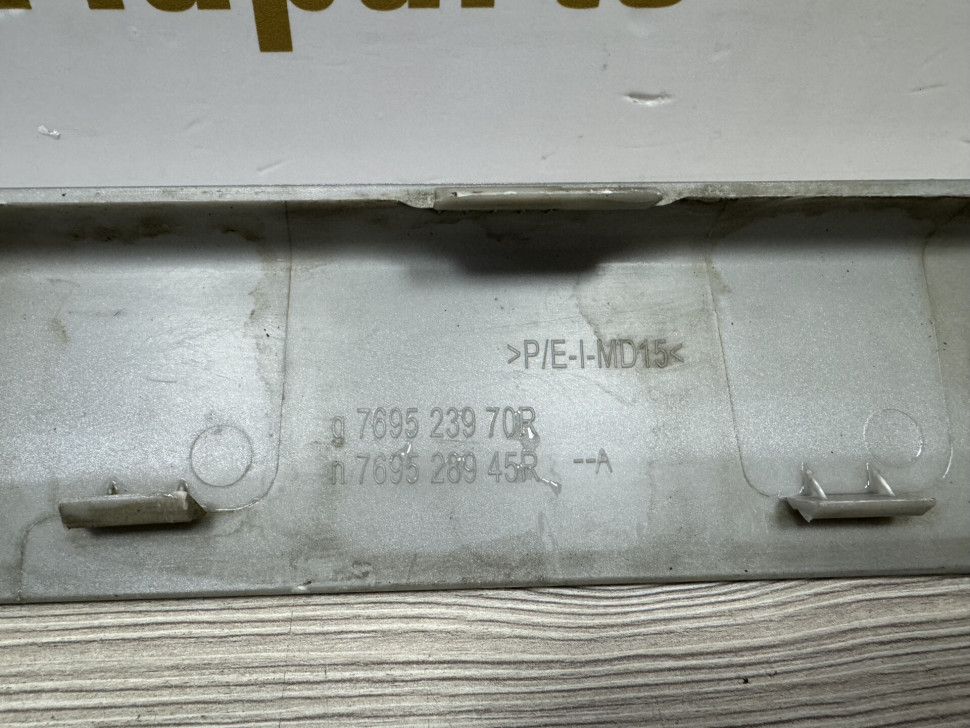 >P/E-I-MD15<
g 7695 239 70R
n 7695 289 45R --A